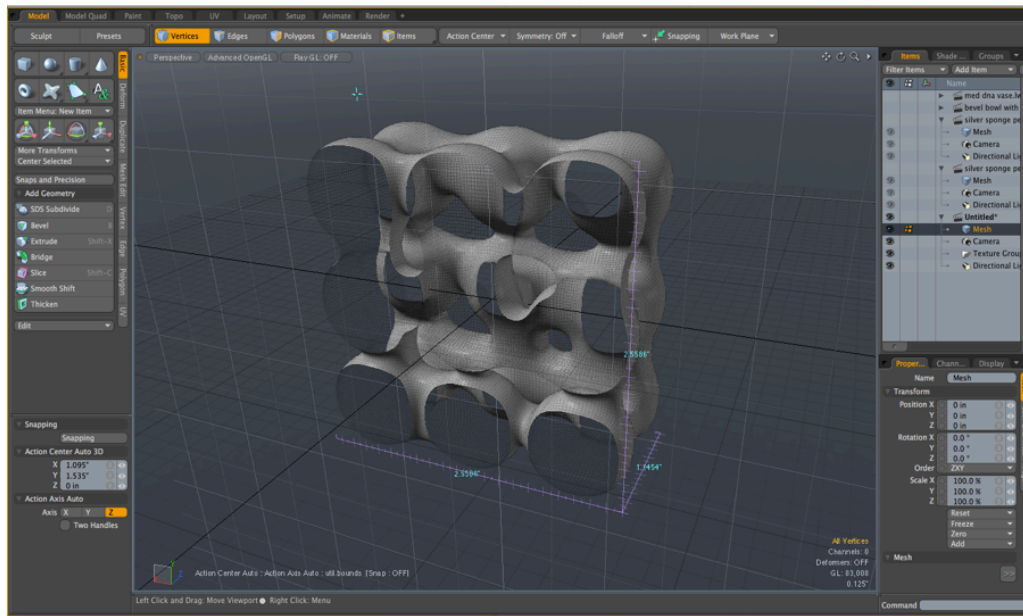 Model Model Quad Paint Topo UV Layout Setup Animate Render +
Sculpt Presets Vertices Edges Polygons Materials Items Action Center Symmetry: Off Falloff Snapping Work Plane
Perspective Advanced OpenGL Ray GL: OFF
Basic
Deform
Duplicate
Mesh Edit
Vertex
Edge
Polygon
UV
Item Menu: New Item
More Transforms
Center Selected
Snaps and Precision
Add Geometry
SDS Subdivide D
Bevel B
Extrude Shift-X
Bridge
Slice Shift-C
Smooth Shift
Thicken
Edit
Snapping
Snapping
Action Center Auto 3D
X 1.095"
Y 1.535"
Z 0 in
Action Axis Auto
Axis X Y Z
Two Handles
All Vertices
Channels: 0
Deformers: OFF
GL: 83,008
0.125"
Action Center Auto : Action Axis Auto : util.bounds [Snap : OFF]
Left Click and Drag: Move Viewport ● Right Click: Menu
Items Shade ... Groups
Filter Items Add Item
Name
med dna vase.lw
bevel bowl with
silver sponge pe
Mesh
Camera
Directional Li
silver sponge pe
Mesh
Camera
Directional Li
Untitled*
Mesh
Camera
Texture Grou
Directional Li
Proper... Chann... Display
Name Mesh
Transform
Position X 0 in
Y 0 in
Z 0 in
Rotation X 0.0 °
Y 0.0 °
Z 0.0 °
Order ZXY
Scale X 100.0 %
Y 100.0 %
Z 100.0 %
Reset
Freeze
Zero
Add
Mesh
>>
Command